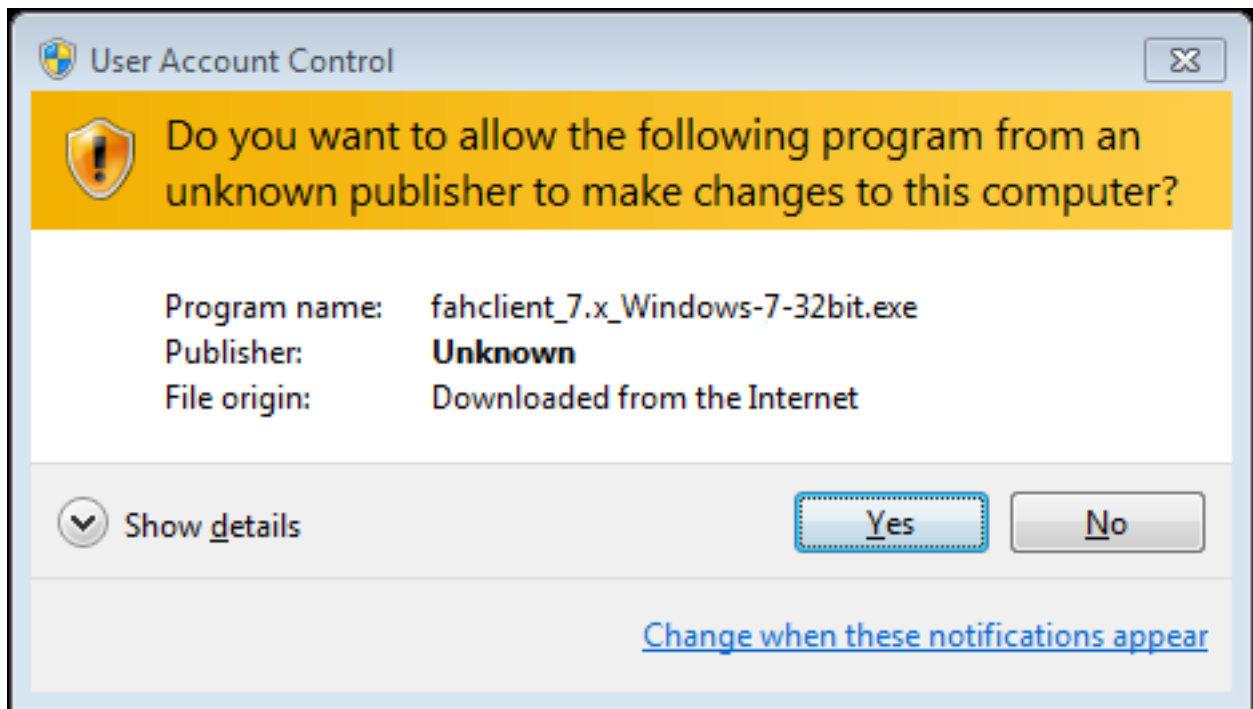 User Account Control
Do you want to allow the following program from an
unknown publisher to make changes to this computer?
Program name: fahclient_7.x_Windows-7-32bit.exe
Publisher: Unknown
File origin: Downloaded from the Internet
Show details Yes No
Change when these notifications appear